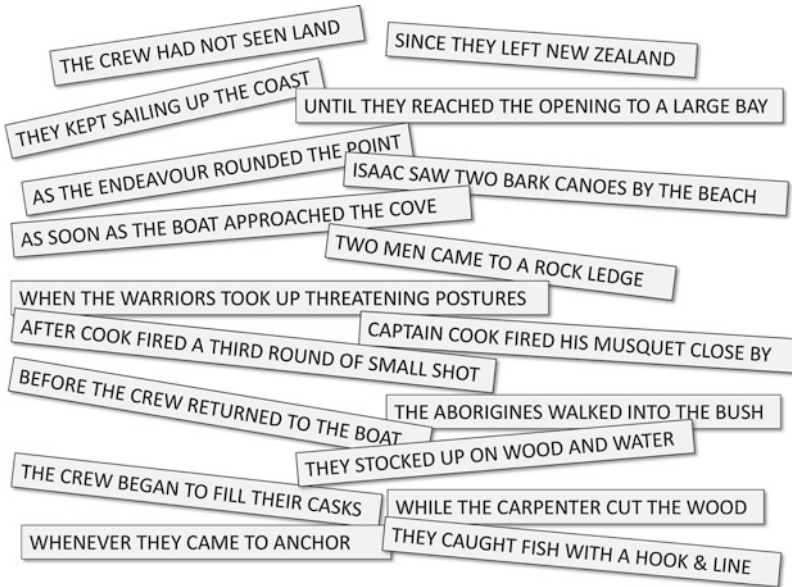 THE CREW HAD NOT SEEN LAND
SINCE THEY LEFT NEW ZEALAND
THEY KEPT SAILING UP THE COAST
UNTIL THEY REACHED THE OPENING TO A LARGE BAY
AS THE ENDEAVOUR ROUNDED THE POINT
ISAAC SAW TWO BARK CANOES BY THE BEACH
AS SOON AS THE BOAT APPROACHED THE COVE
TWO MEN CAME TO A ROCK LEDGE
WHEN THE WARRIORS TOOK UP THREATENING POSTURES
CAPTAIN COOK FIRED HIS MUSQUET CLOSE BY
AFTER COOK FIRED A THIRD ROUND OF SMALL SHOT
THE ABORIGINES WALKED INTO THE BUSH
BEFORE THE CREW RETURNED TO THE BOAT
THEY STOCKED UP ON WOOD AND WATER
THE CREW BEGAN TO FILL THEIR CASKS
WHILE THE CARPENTER CUT THE WOOD
WHENEVER THEY CAME TO ANCHOR
THEY CAUGHT FISH WITH A HOOK & LINE